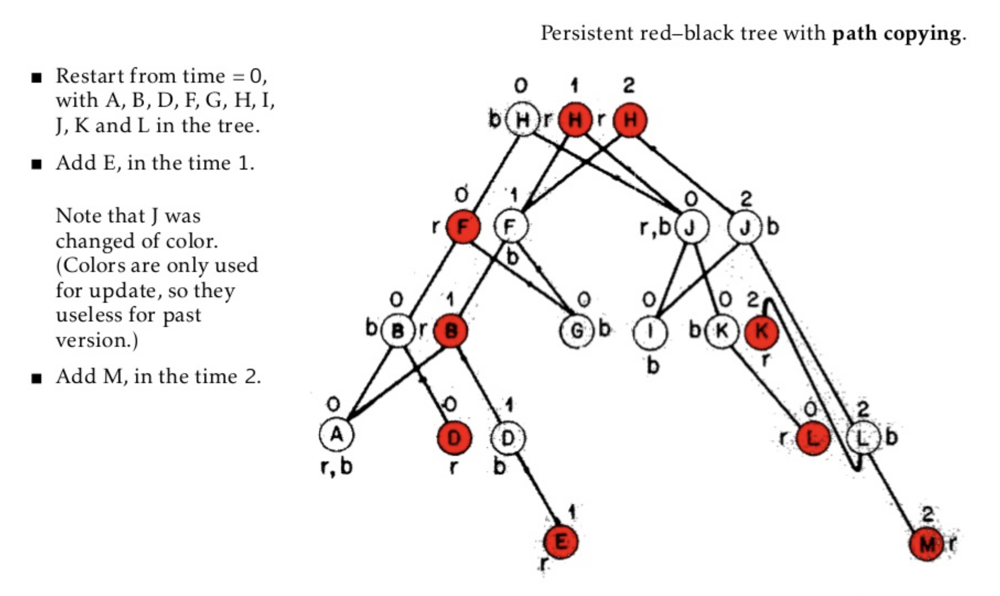 Persistent red–black tree with path copying.
■ Restart from time = 0,
with A, B, D, F, G, H, I,
J, K and L in the tree.
■ Add E, in the time 1.
Note that J was
changed of color.
(Colors are only used
for update, so they
useless for past
version.)
■ Add M, in the time 2.
0 1 2
b H r H r H
0 1 0 2
r F F r,b J J b
b
0 1 0 0 0 2
b B r B G b I b K K
b r
0 0 1 0 2
A D D r L L b
r,b r b
1 2
E M r
r